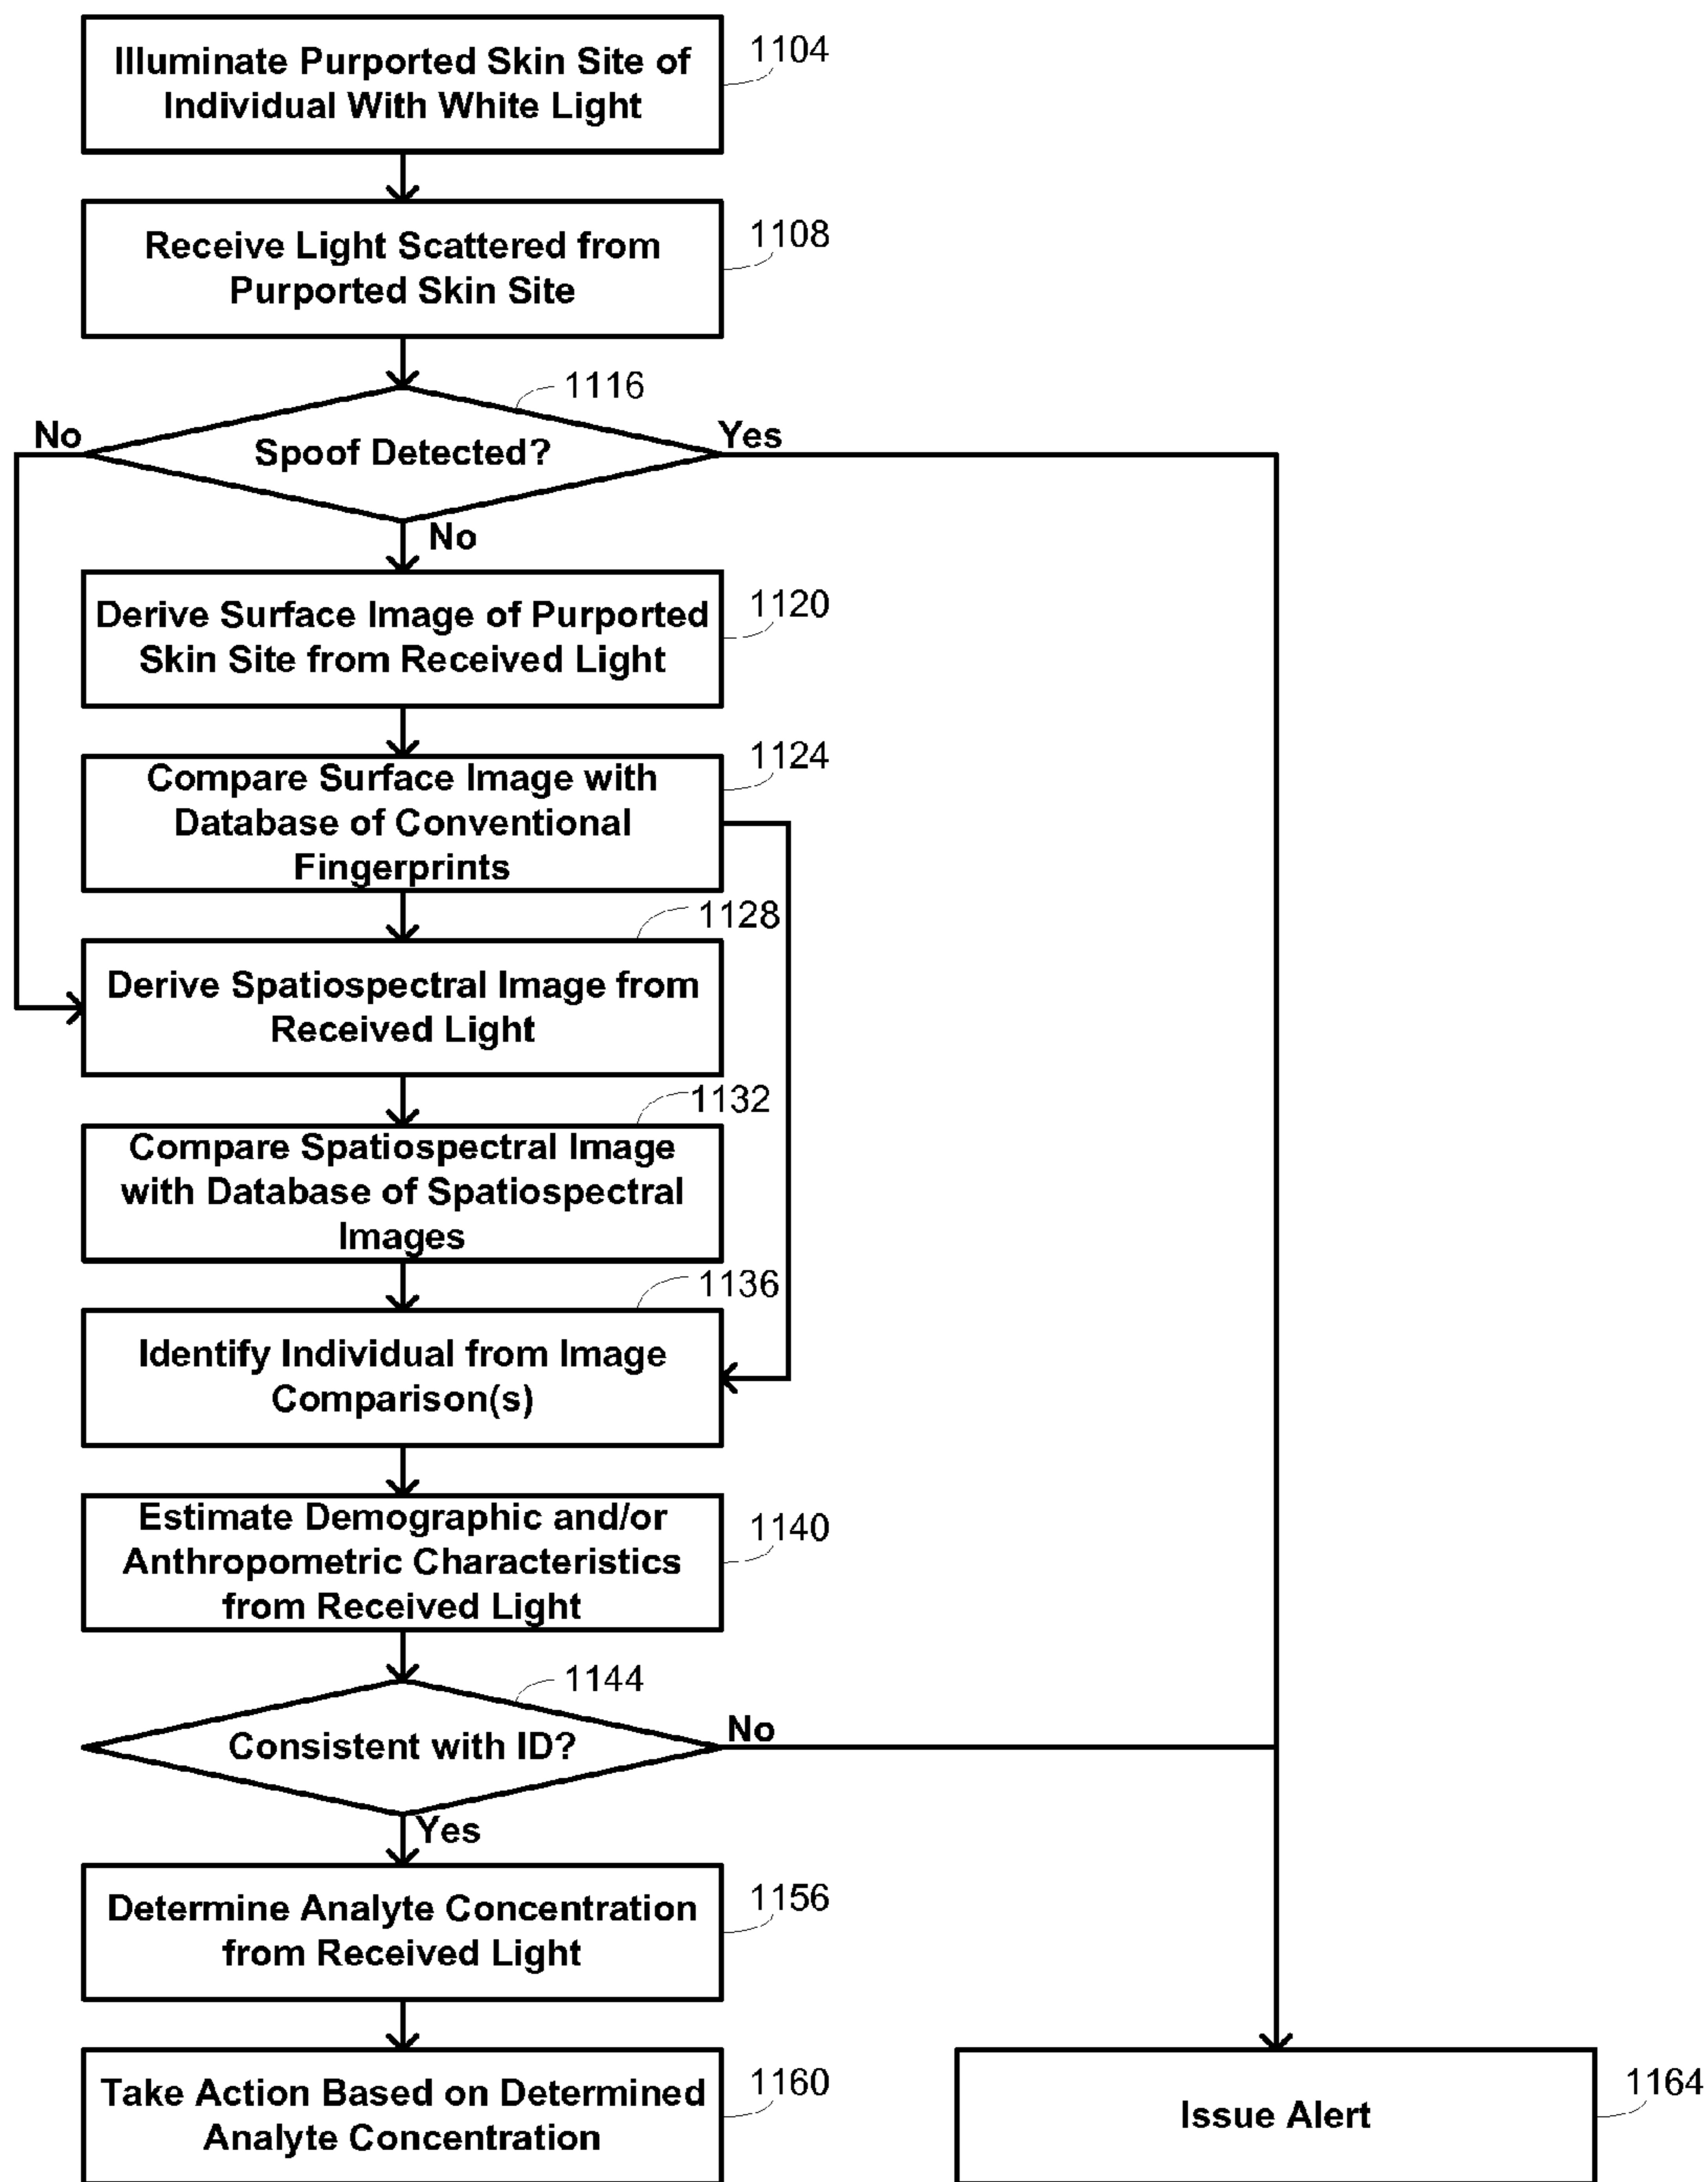 Illuminate Purported Skin Site of
Individual With White Light
1104
Receive Light Scattered from
Purported Skin Site
1108
1116
No
Spoof Detected?
Yes
No
Derive Surface Image of Purported
Skin Site from Received Light
1120
Compare Surface Image with
Database of Conventional
Fingerprints
1124
1128
Derive Spatiospectral Image from
Received Light
1132
Compare Spatiospectral Image
with Database of Spatiospectral
Images
1136
Identify Individual from Image
Comparison(s)
Estimate Demographic and/or
Anthropometric Characteristics
from Received Light
1140
1144
Consistent with ID?
No
Yes
Determine Analyte Concentration
from Received Light
1156
Take Action Based on Determined
Analyte Concentration
1160
Issue Alert
1164